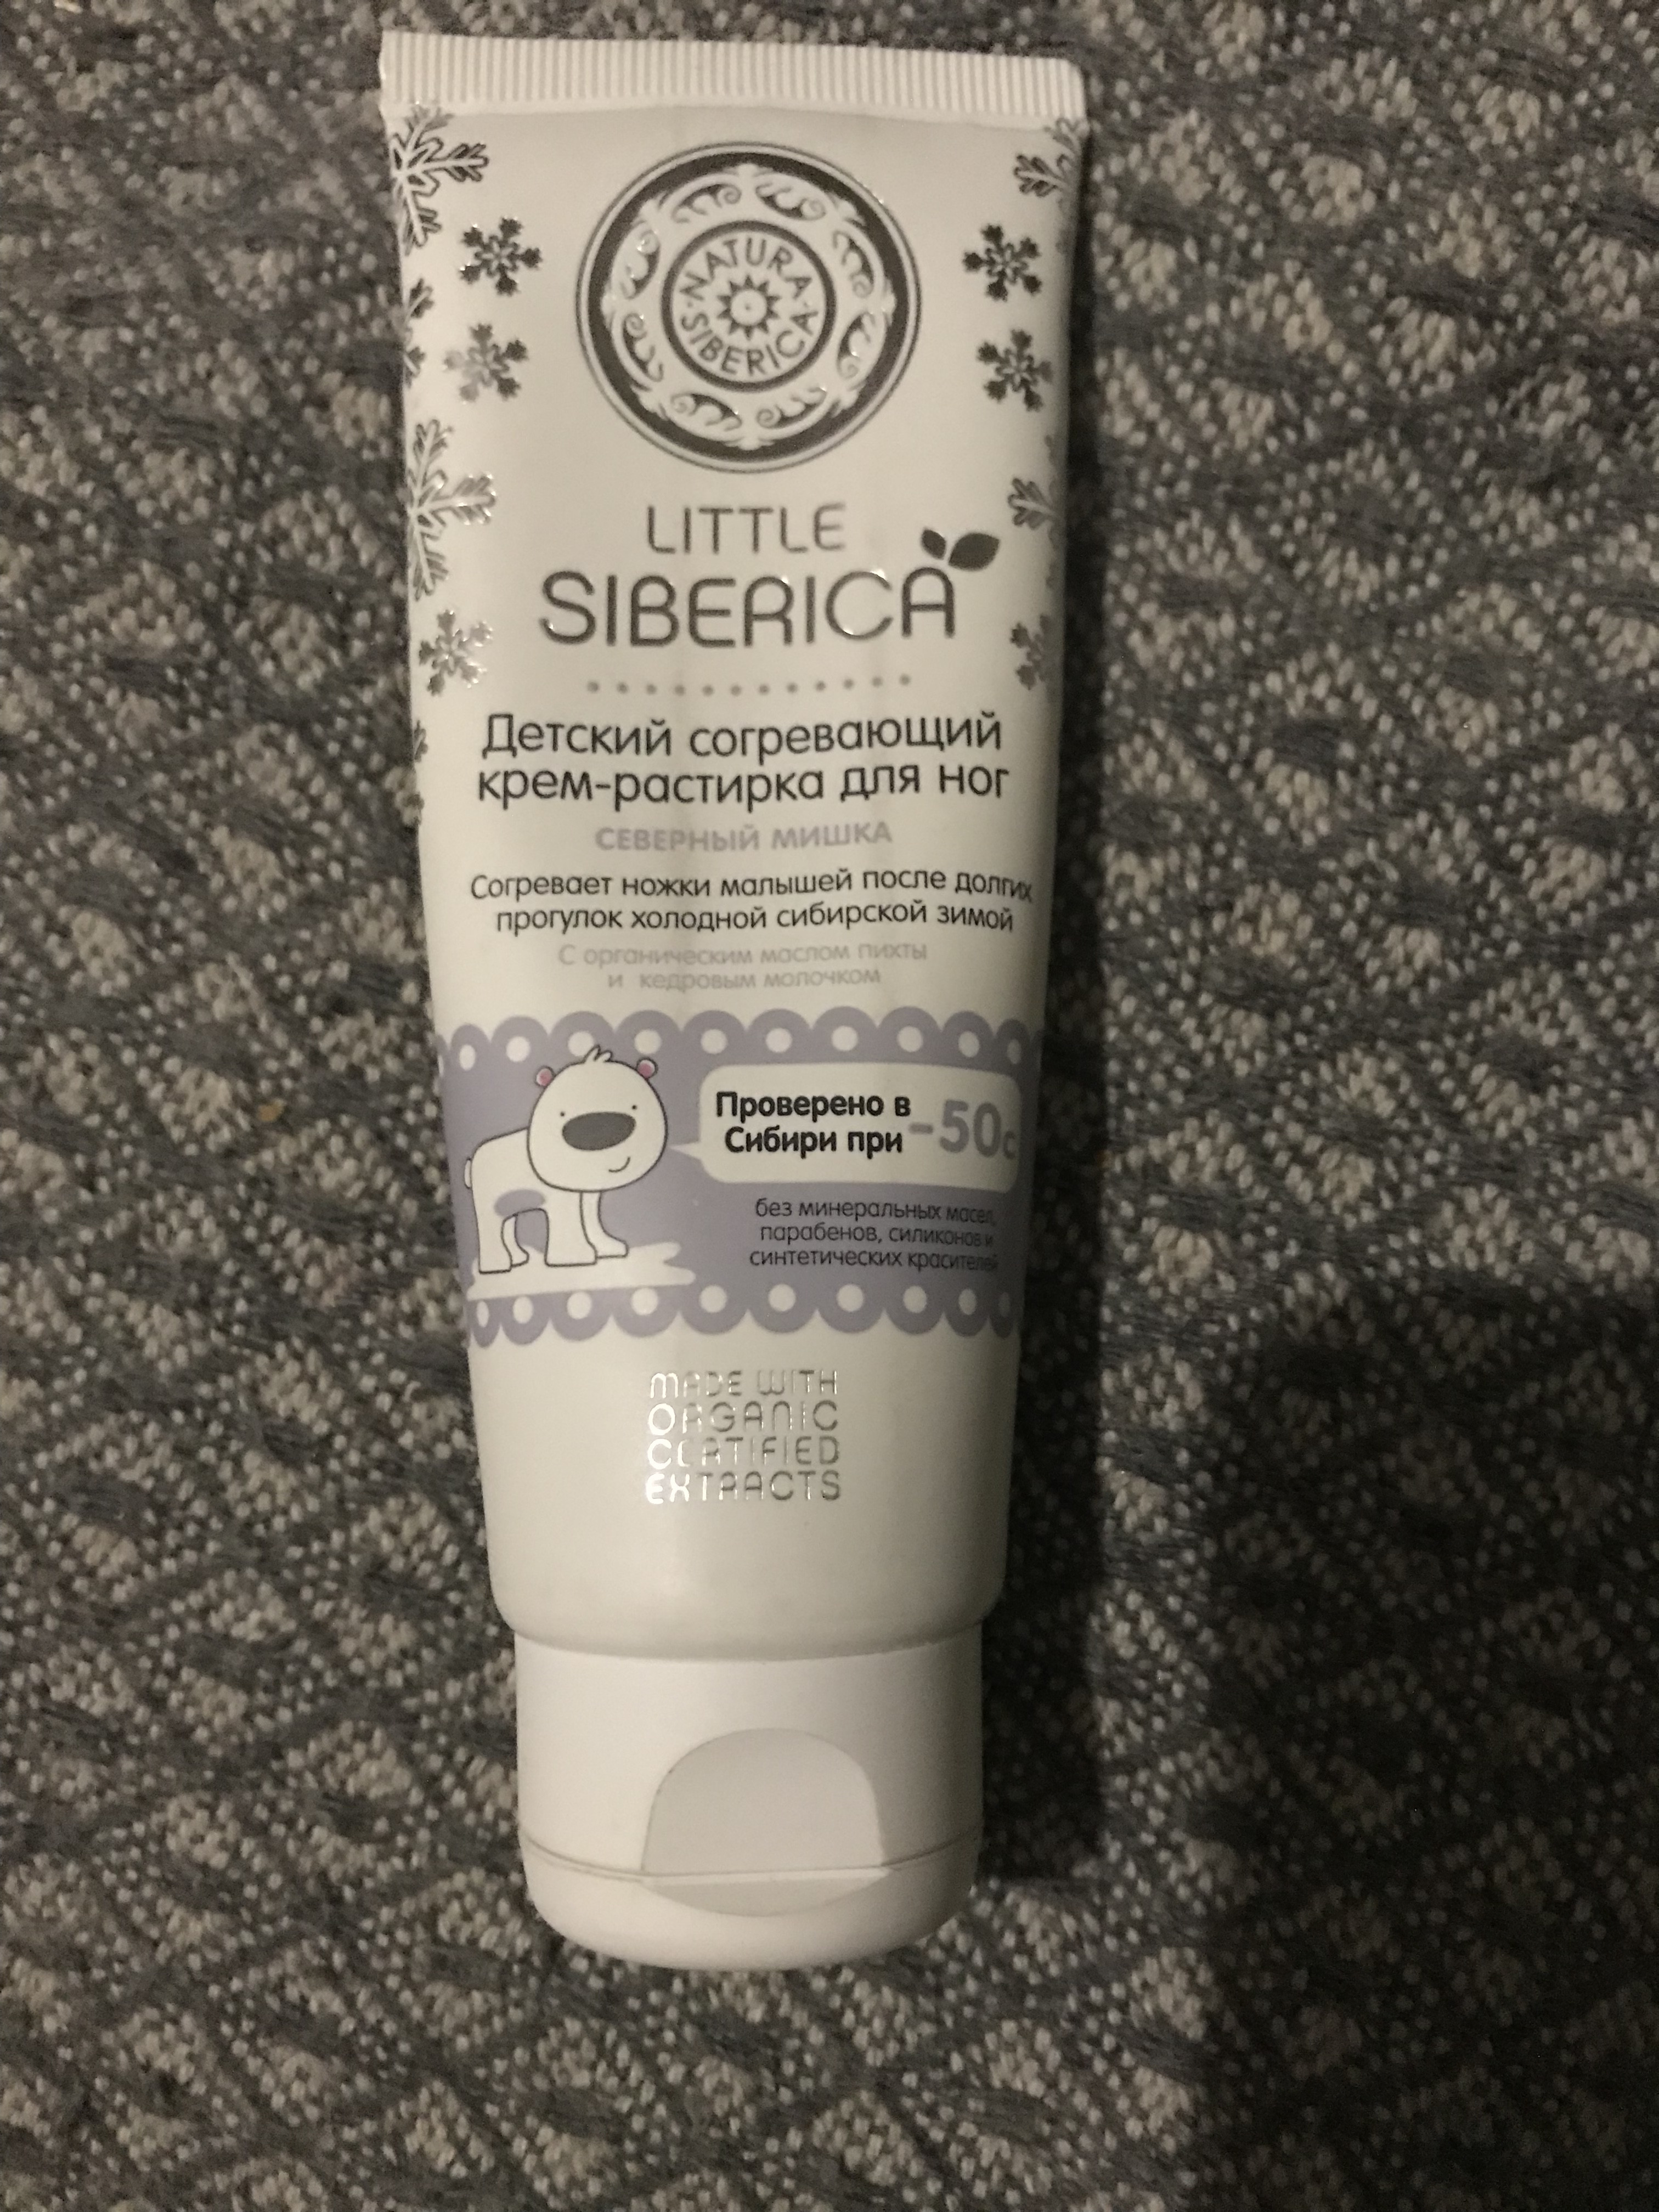 NATURA
SIBERICA
LITTLE
SIBERICA
Детский согревающий
крем-растирка для ног
СЕВЕРНЫЙ МИШКА
Согревает ножки малышей после долгих
прогулок холодной сибирской зимой
С органическим маслом пихты
и кедровым молочком
Проверено в
Сибири при -50c
без минеральных масел,
парабенов, силиконов и
синтетических красителей
MADE WITH
ORGANIC
CERTIFIED
EXTRACTS